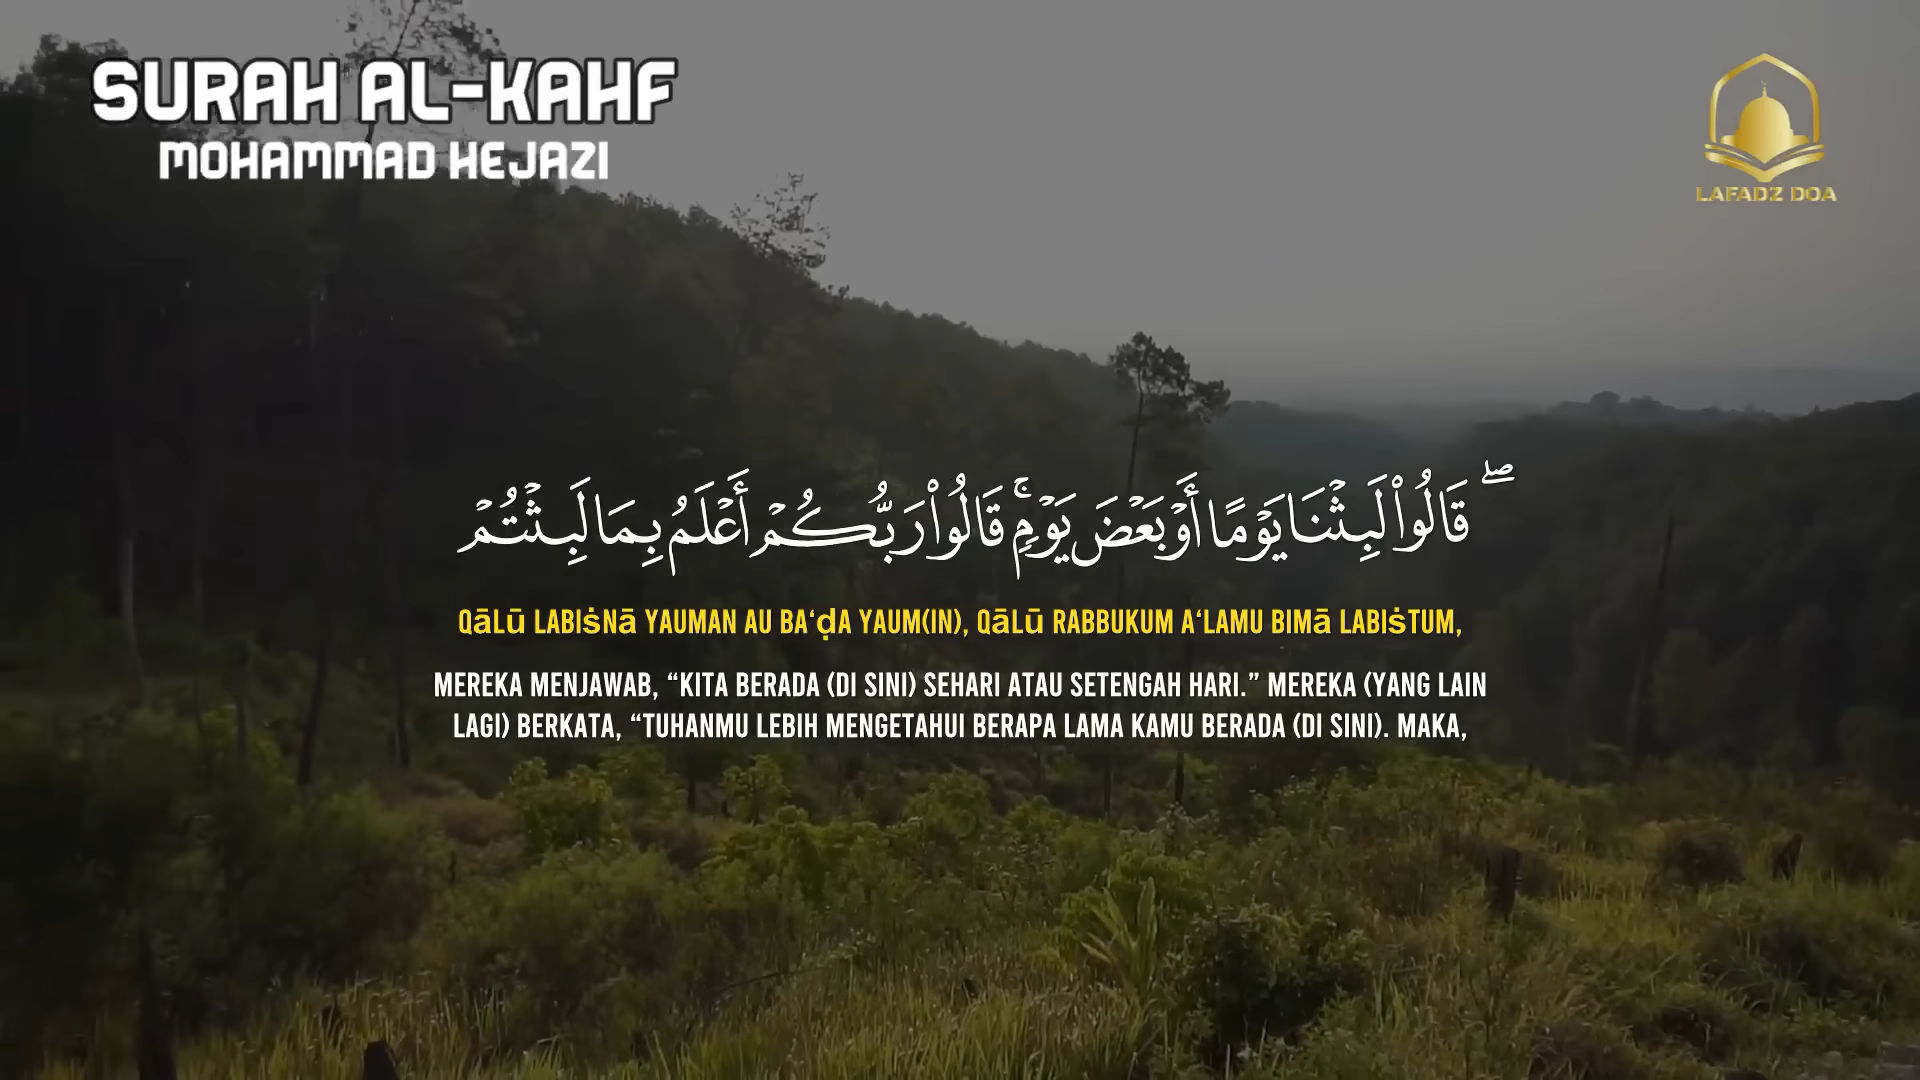 SURAH AL-KAHF
MOHAMMAD HEJAZI
LAFADZ DOA
ۖ قَالُوا۟ لَبِثْنَا يَوْمًا أَوْ بَعْضَ يَوْمٍۢ ۚ قَالُوا۟ رَبُّكُمْ أَعْلَمُ بِمَا لَبِثْتُمْ
QāLŪ LABIṡNā YAUMAN AU BA‘ḍA YAUM(IN), QāLŪ RABBUKUM A‘LAMU BIMā LABIṡTUM,
MEREKA MENJAWAB, “KITA BERADA (DI SINI) SEHARI ATAU SETENGAH HARI.” MEREKA (YANG LAIN
LAGI) BERKATA, “TUHANMU LEBIH MENGETAHUI BERAPA LAMA KAMU BERADA (DI SINI). MAKA,